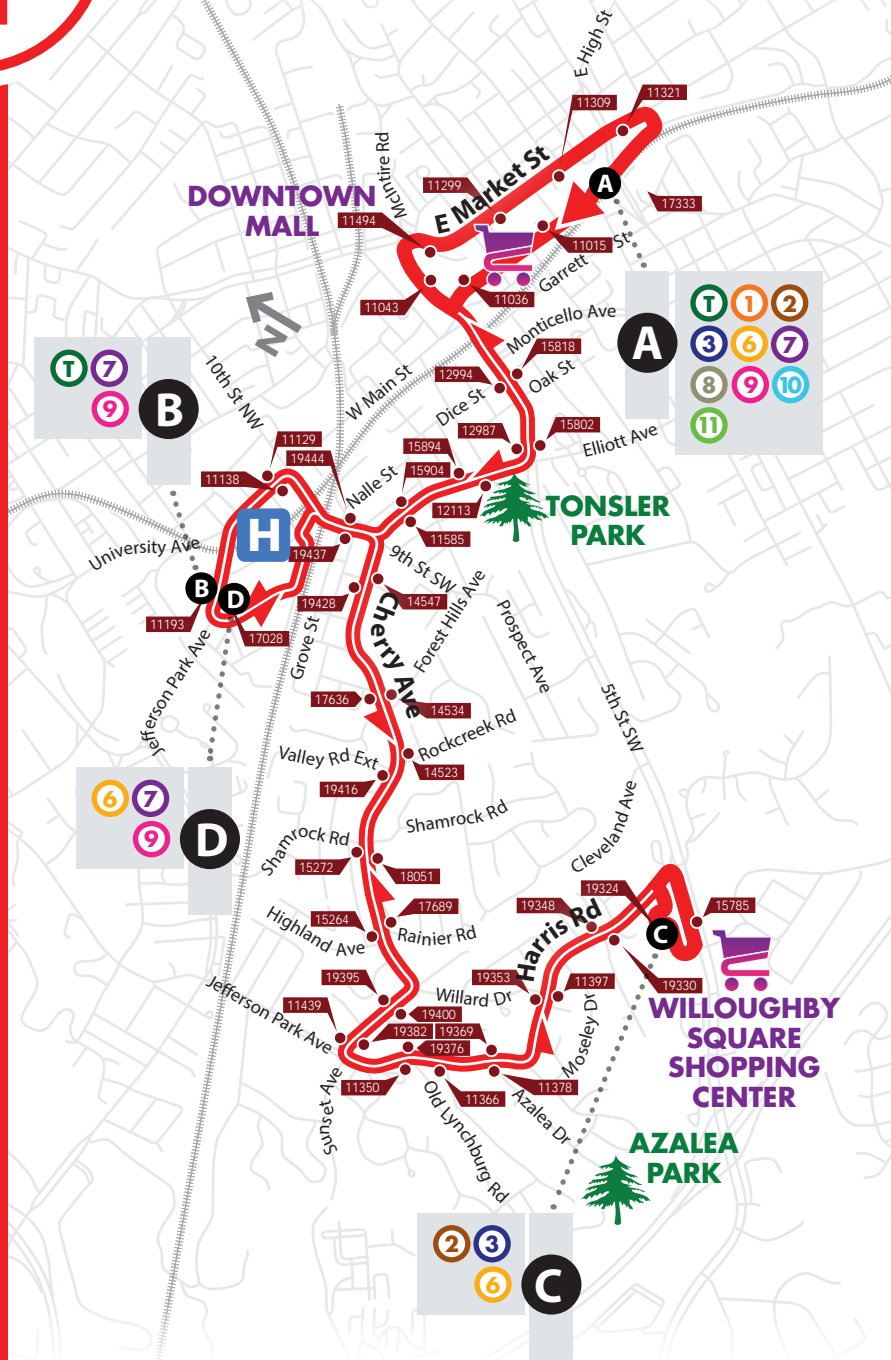 E High St
11321
11309
McIntire Rd
E Market St
11299
A
17333
DOWNTOWN
MALL
11494
11015
Garrett St
11043
11036
N
Monticello Ave
A
T 1 2
3 6 7
8 9 10
11
15818
12994
Oak St
B
T 7
9
10th St NW
W Main St
Dice St
12987
15802
Elliott Ave
11129
19444
15894
15904
Nalle St
11138
12113
TONSLER
PARK
H
11585
19437
University Ave
9th St SW
B
D
19428
14547
Forest Hills Ave
Cherry Ave
Prospect Ave
11193
17028
Grove St
Jefferson Park Ave
17636
14534
5th St SW
Rockcreek Rd
Valley Rd Ext
14523
19416
6 7
9
D
Shamrock Rd
Shamrock Rd
Cleveland Ave
15272
18051
19324
17689
19348
15785
15264
Highland Ave
Rainier Rd
Harris Rd
C
19395
19353
11397
19330
Willard Dr
Jefferson Park Ave
11439
19400
Moseley Dr
WILLOUGHBY
SQUARE
SHOPPING
CENTER
19382
19369
19376
Sunset Ave
11350
11366
11378
Old Lynchburg Rd
Azalea Dr
AZALEA
PARK
2 3
6
C